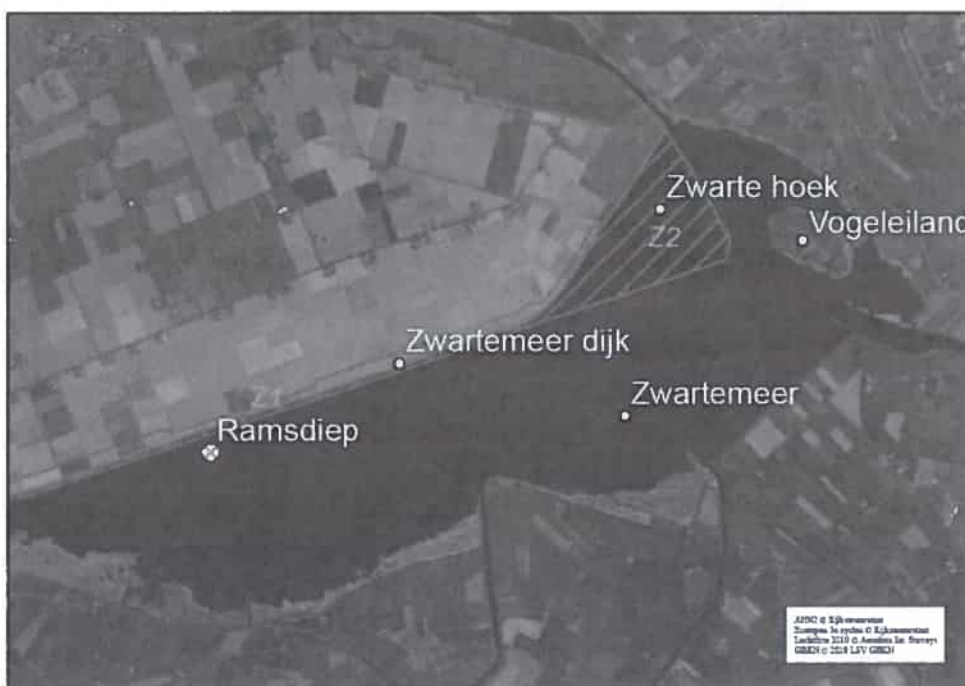 Zwarte hoek
Z2
Vogeleiland
Zwartemeer dijk
Zwartemeer
Z1
Ramsdiep